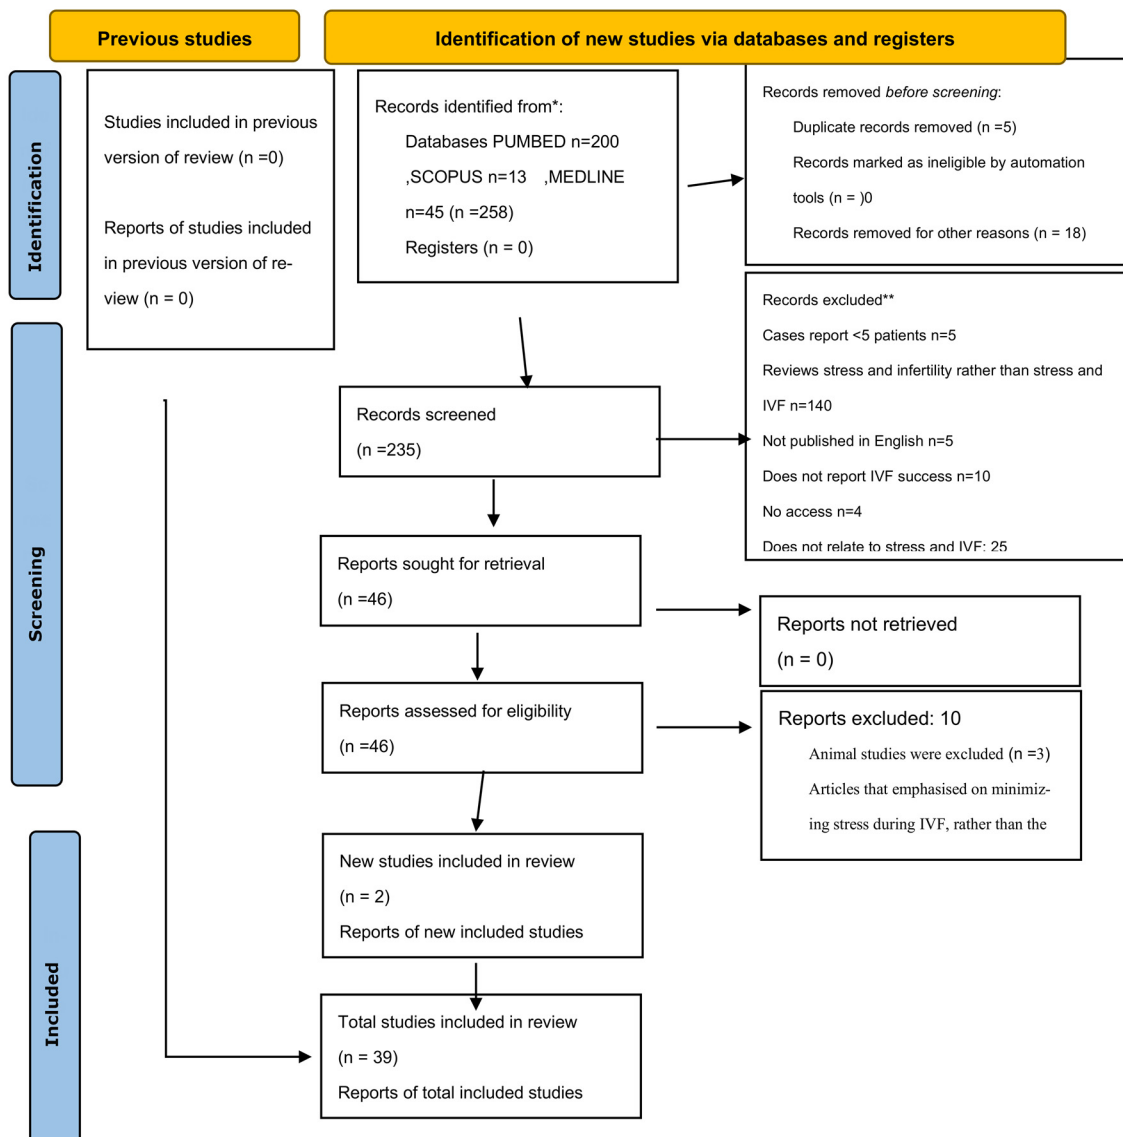 Previous studies
Identification of new studies via databases and registers
Identification
Studies included in previous
version of review (n =0)
Reports of studies included
in previous version of re-
view (n = 0)
Records identified from*:
Databases PUMBED n=200
,SCOPUS n=13 ,MEDLINE
n=45 (n =258)
Registers (n = 0)
Records removed before screening:
Duplicate records removed (n =5)
Records marked as ineligible by automation
tools (n = )0
Records removed for other reasons (n = 18)
Screening
Records screened
(n =235)
Records excluded**
Cases report <5 patients n=5
Reviews stress and infertility rather than stress and
IVF n=140
Not published in English n=5
Does not report IVF success n=10
No access n=4
Does not relate to stress and IVF: 25
Reports sought for retrieval
(n =46)
Reports not retrieved
(n = 0)
Reports assessed for eligibility
(n =46)
Reports excluded: 10
Animal studies were excluded (n =3)
Articles that emphasised on minimiz-
ing stress during IVF, rather than the
Included
New studies included in review
(n = 2)
Reports of new included studies
Total studies included in review
(n = 39)
Reports of total included studies